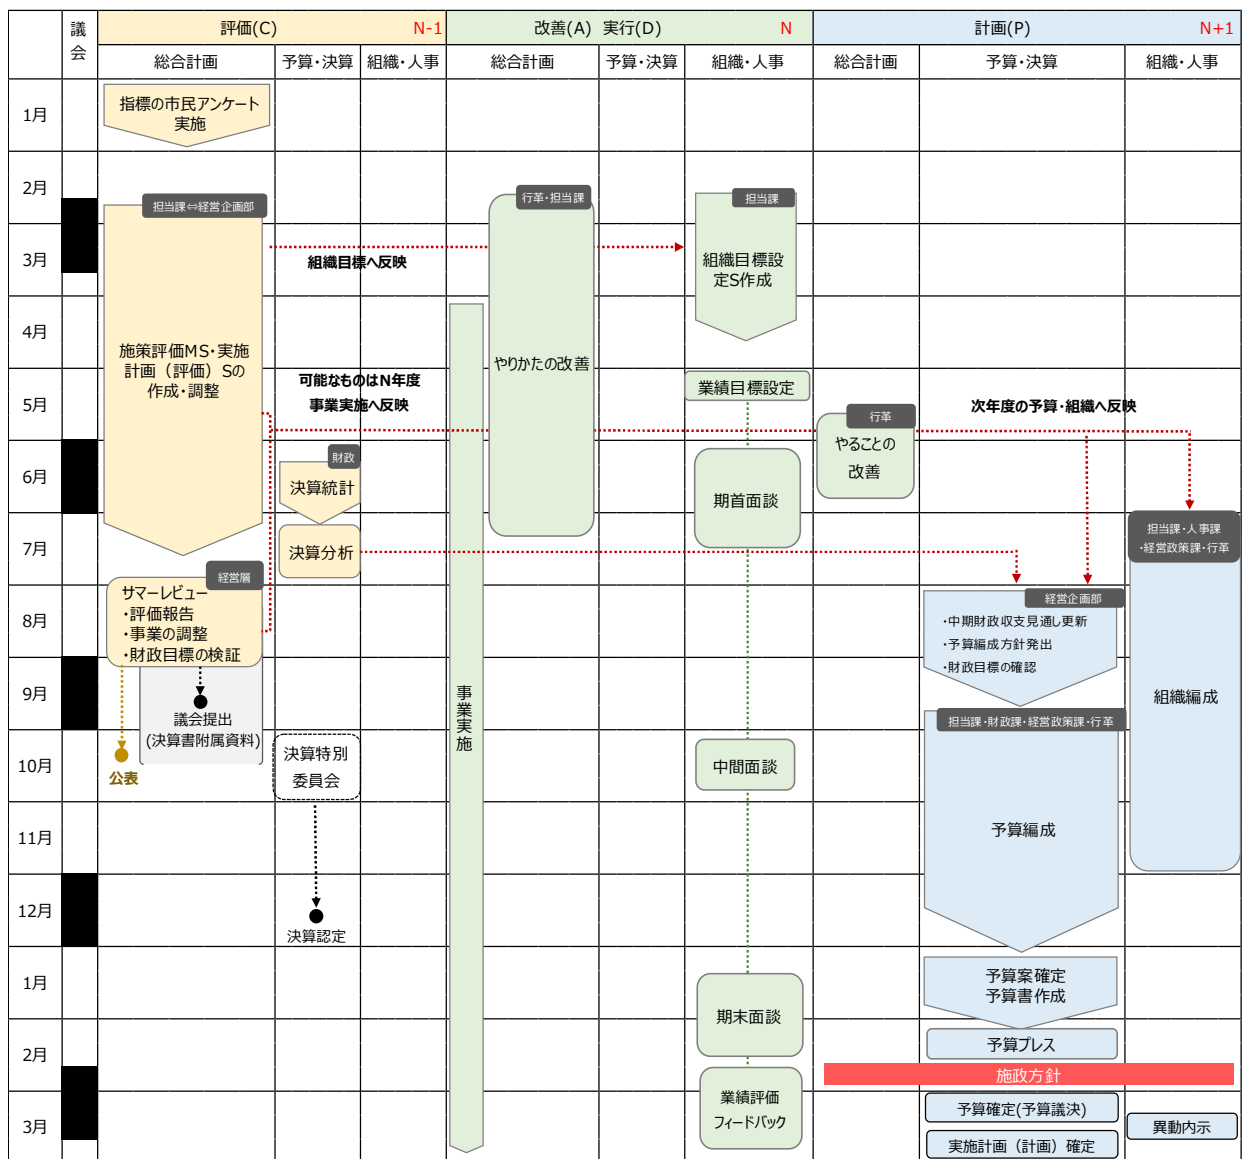 議
会
評価(C)
N-1
改善(A) 実行(D)
N
計画(P)
N+1
総合計画
予算・決算
組織・人事
総合計画
予算・決算
組織・人事
総合計画
予算・決算
組織・人事
1月
指標の市民アンケート
実施
2月
担当課⇔経営企画部
行革・担当課
担当課
3月
組織目標へ反映
組織目標設
定S作成
4月
施策評価MS・実施
計画（評価）Sの
作成・調整
やりかたの改善
可能なものはN年度
事業実施へ反映
業績目標設定
5月
次年度の予算・組織へ反映
行革
やることの
改善
財政
6月
決算統計
期首面談
7月
決算分析
担当課・人事課
・経営政策課・行革
経営層
サマーレビュー
・評価報告
・事業の調整
・財政目標の検証
8月
経営企画部
・中期財政収支見通し更新
・予算編成方針発出
・財政目標の確認
9月
事業実施
組織編成
議会提出
(決算書附属資料)
担当課・財政課・経営政策課・行革
10月
公表
決算特別
委員会
中間面談
11月
予算編成
12月
決算認定
1月
予算案確定
予算書作成
期末面談
2月
予算プレス
施政方針
3月
業績評価
フィードバック
予算確定(予算議決)
異動内示
実施計画（計画）確定